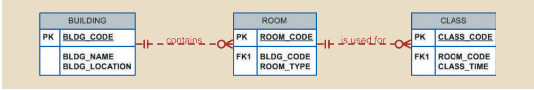 BUILDING
PK BLDG_CODE
BLDG_NAME
BLDG_LOCATION
contains
ROOM
PK ROOM_CODE
FK1 BLDG_CODE
ROOM_TYPE
is used for
CLASS
PK CLASS_CODE
FK1 ROOM_CODE
CLASS_TIME